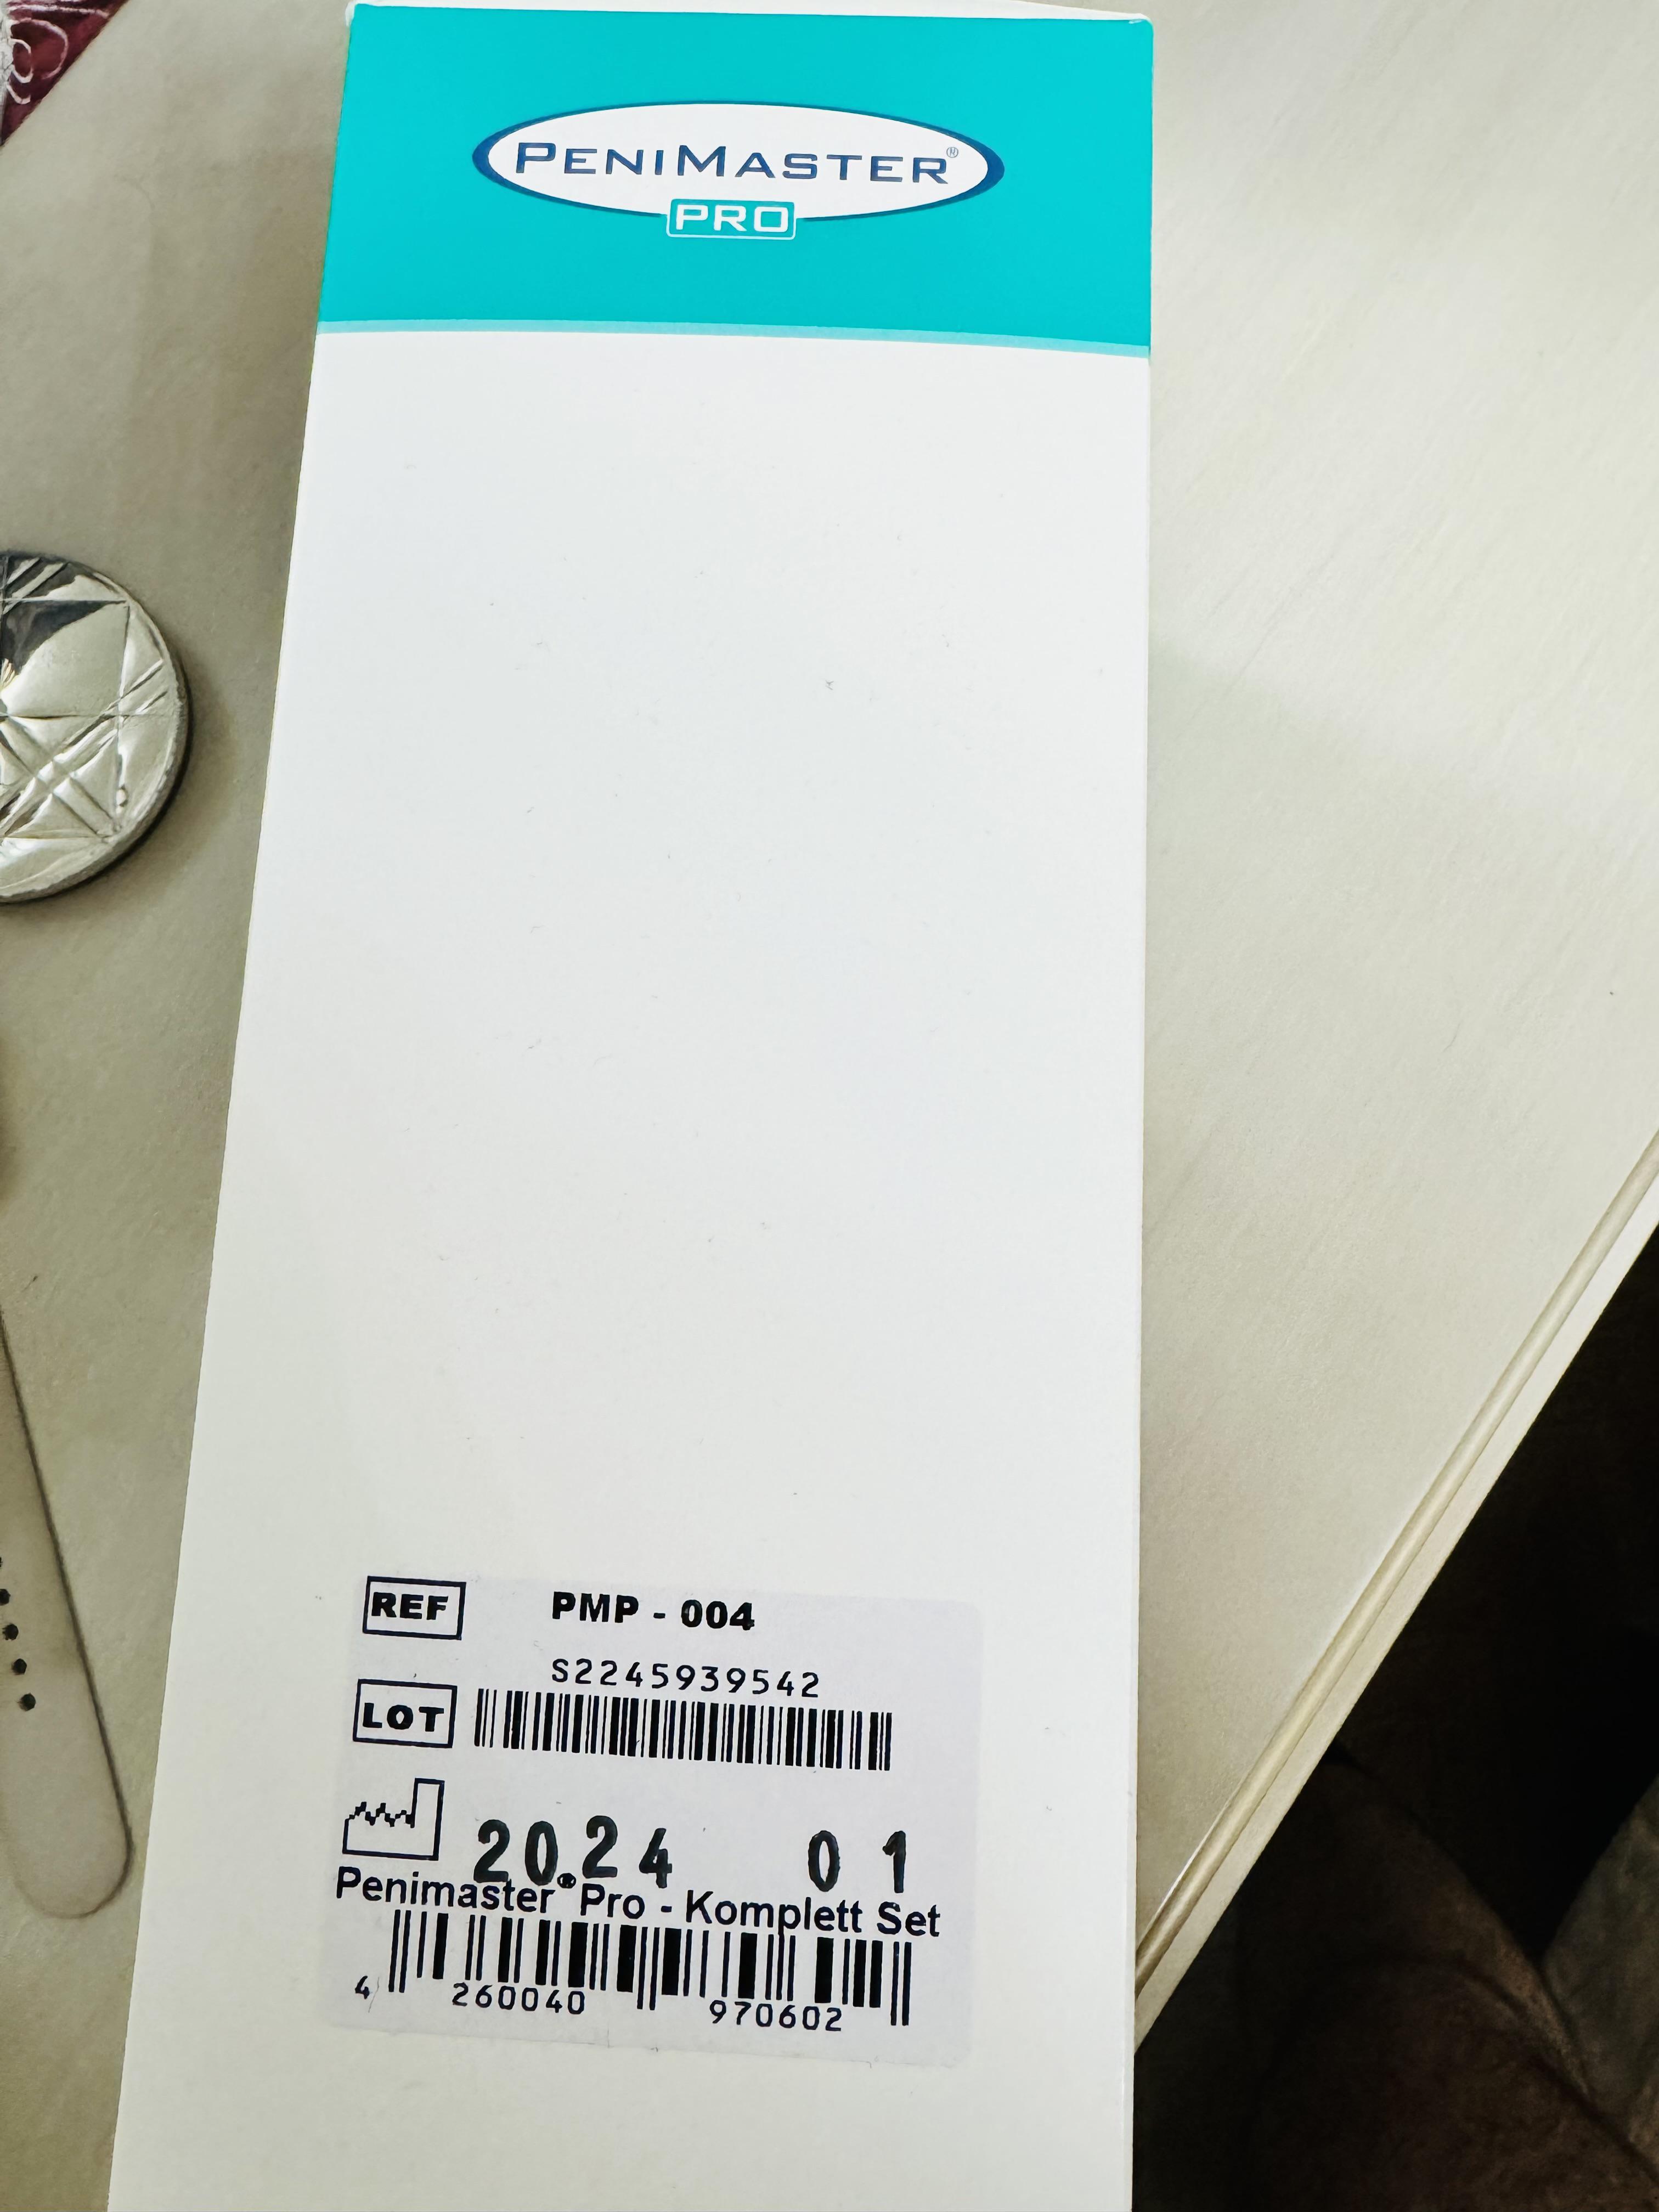 PENIMASTER®
PRO
REF PMP - 004
S2245939542
LOT
2024 01
Penimaster® Pro - Komplett Set
4 260040 970602